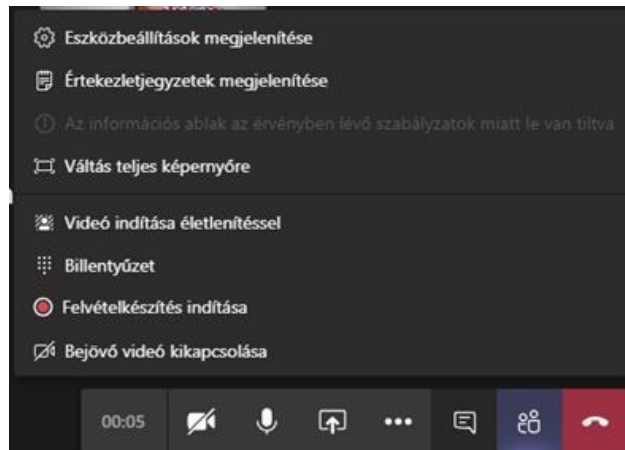 Eszközbeállítások megjelenítése
Értekezletjegyzetek megjelenítése
Az információs ablak az érvényben lévő szabályzatok miatt le van tiltva
Váltás teljes képernyőre
Videó indítása életlenítéssel
Billentyűzet
Felvételkészítés indítása
Bejövő videó kikapcsolása
00:05